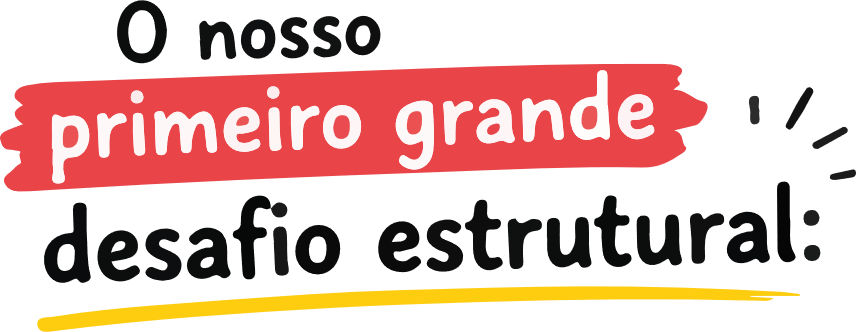 O nosso
primeiro grande
desafio estrutural: